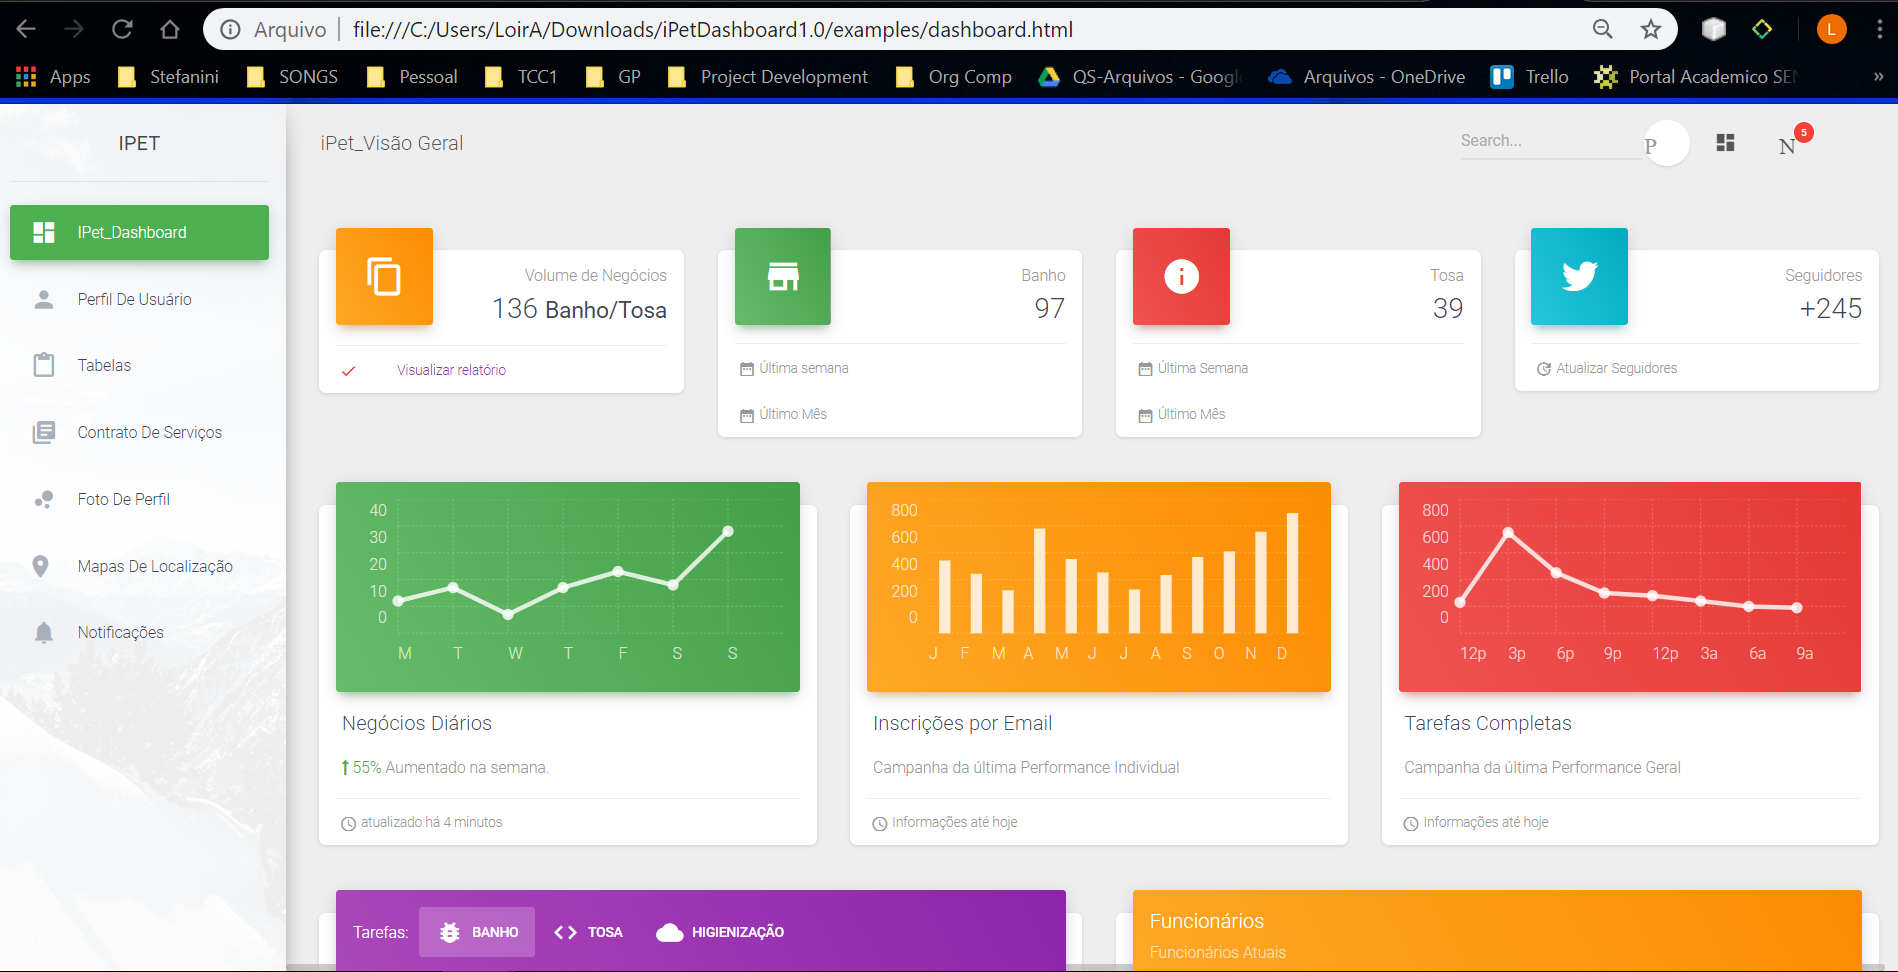 Arquivo file:///C:/Users/LoirA/Downloads/iPetDashboard1.0/examples/dashboard.html L
Apps Stefanini SONGS Pessoal TCC1 GP Project Development Org Comp QS-Arquivos - Googl Arquivos - OneDrive Trello Portal Academico SEN »
IPET
iPet_Visão Geral
Search...
P
N
5
IPet_Dashboard
Perfil De Usuário
Tabelas
Contrato De Serviços
Foto De Perfil
Mapas De Localização
Notificações
Volume de Negócios
136 Banho/Tosa
Visualizar relatório
Banho
97
Última semana
Último Mês
Tosa
39
Última Semana
Último Mês
Seguidores
+245
Atualizar Seguidores
40
30
20
10
0
M T W T F S S
Negócios Diários
55% Aumentado na semana.
atualizado há 4 minutos
800
600
400
200
0
J F M A M J J A S O N D
Inscrições por Email
Campanha da última Performance Individual
Informações até hoje
800
600
400
200
0
12p 3p 6p 9p 12p 3a 6a 9a
Tarefas Completas
Campanha da última Performance Geral
Informações até hoje
Tarefas: BANHO TOSA HIGIENIZAÇÃO
Funcionários
Funcionários Atuais